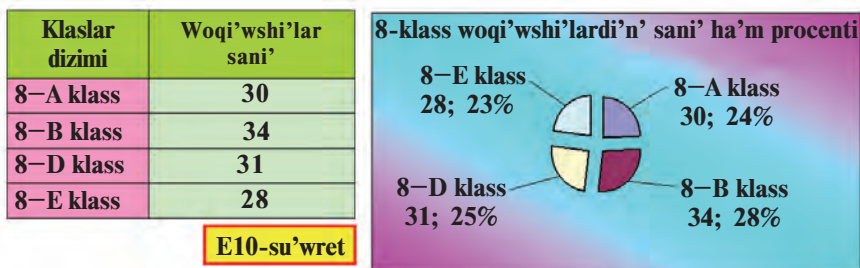 Klaslar dizimi
Woqi’wshi’lar sani’
8—A klass 30
8—B klass 34
8—D klass 31
8—E klass 28
E10-su’wret
8-klass woqi’wshi’lardi’n’ sani’ ha’m procenti
8—E klass
28; 23%
8—A klass
30; 24%
8—D klass
31; 25%
8—B klass
34; 28%